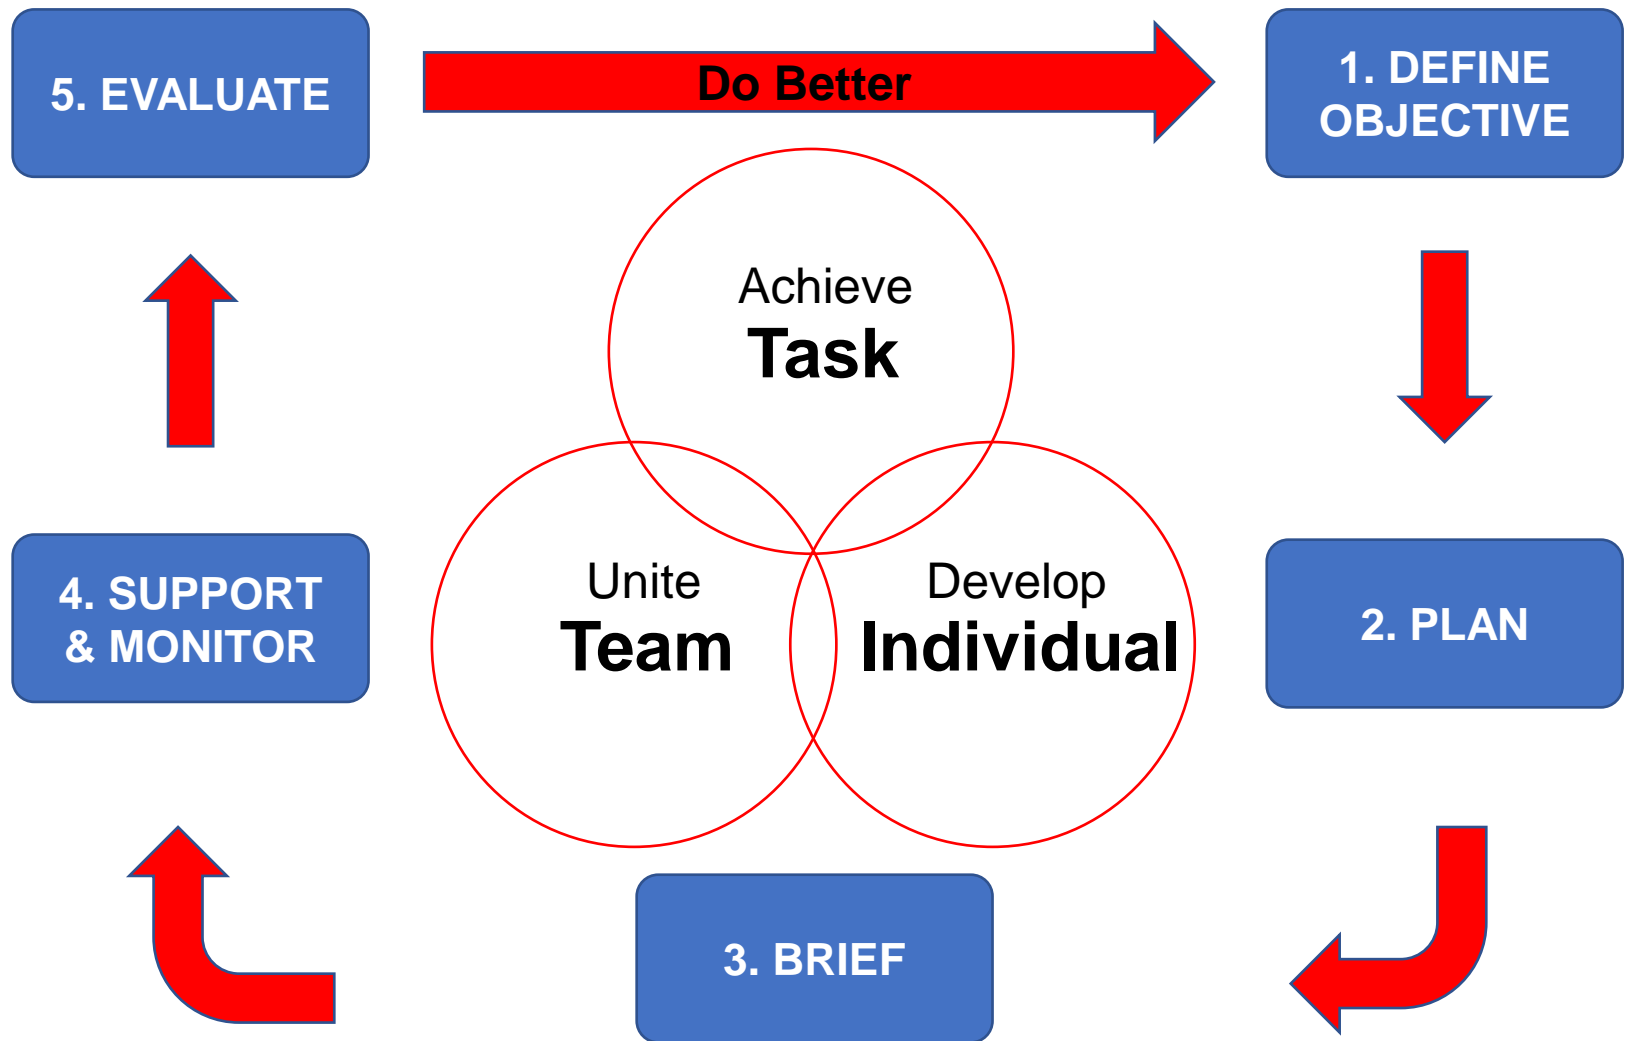 5. EVALUATE
Do Better
1. DEFINE
OBJECTIVE
Achieve
Task
Unite
Team
Develop
Individual
4. SUPPORT
& MONITOR
2. PLAN
3. BRIEF